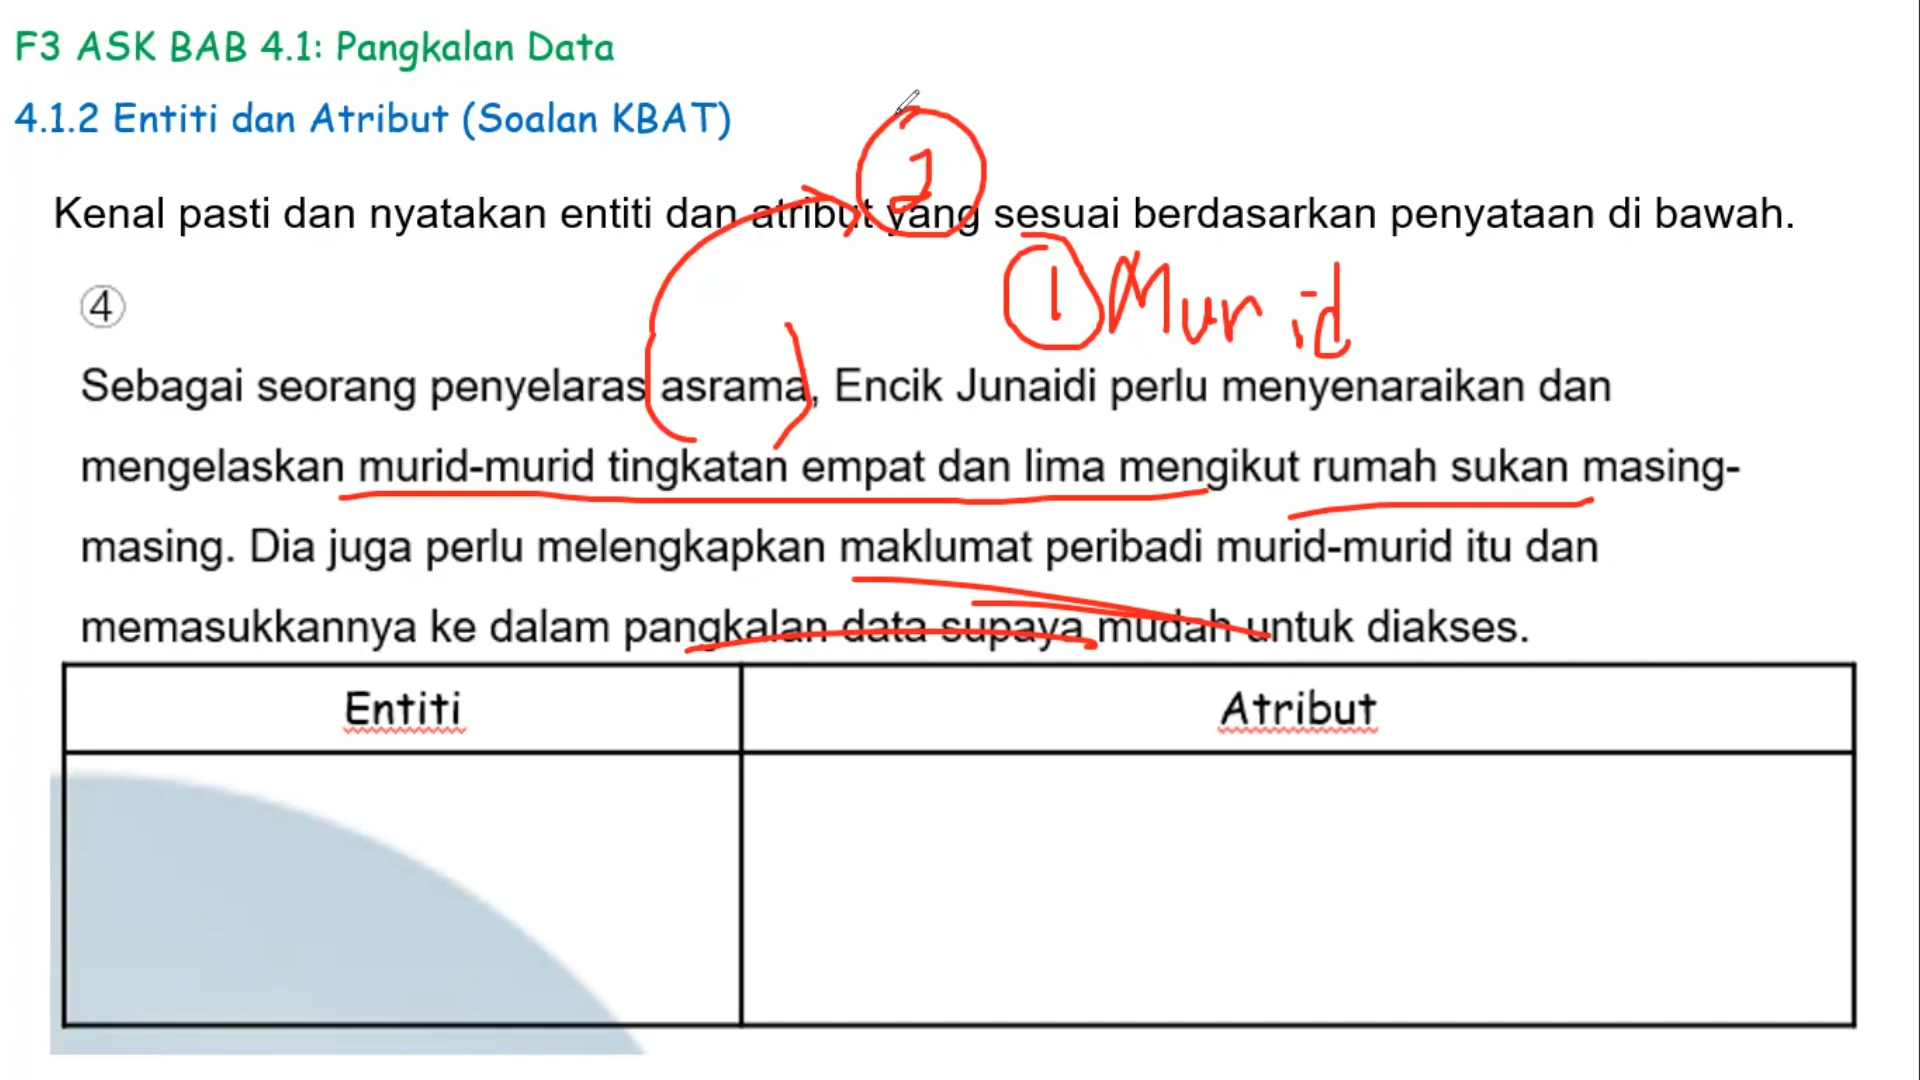 F3 ASK BAB 4.1: Pangkalan Data
4.1.2 Entiti dan Atribut (Soalan KBAT)
2
Kenal pasti dan nyatakan entiti dan atribut yang sesuai berdasarkan penyataan di bawah.
④
① Murid
Sebagai seorang penyelaras asrama, Encik Junaidi perlu menyenaraikan dan
mengelaskan murid-murid tingkatan empat dan lima mengikut rumah sukan masing-
masing. Dia juga perlu melengkapkan maklumat peribadi murid-murid itu dan
memasukkannya ke dalam pangkalan data supaya mudah untuk diakses.
Entiti
Atribut